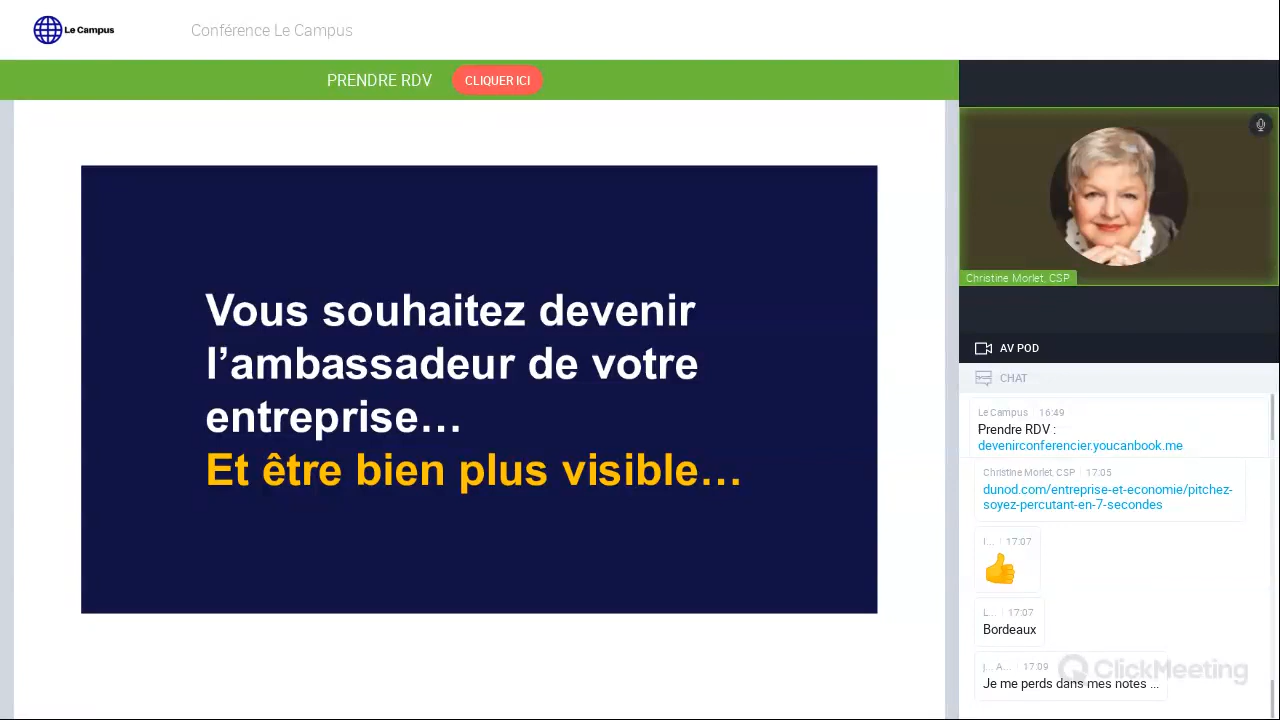 Le Campus
Conférence Le Campus
PRENDRE RDV
CLIQUER ICI
Vous souhaitez devenir
l’ambassadeur de votre
entreprise…
Et être bien plus visible…
Christine Morlet, CSP
AV POD
CHAT
Le Campus 16:49
Prendre RDV :
devenirconferencier.youcanbook.me
Christine Morlet, CSP 17:05
dunod.com/entreprise-et-economie/pitchez-
soyez-percutant-en-7-secondes
I... 17:07
L... 17:07
Bordeaux
j... A... 17:09
Je me perds dans mes notes ...
ClickMeeting